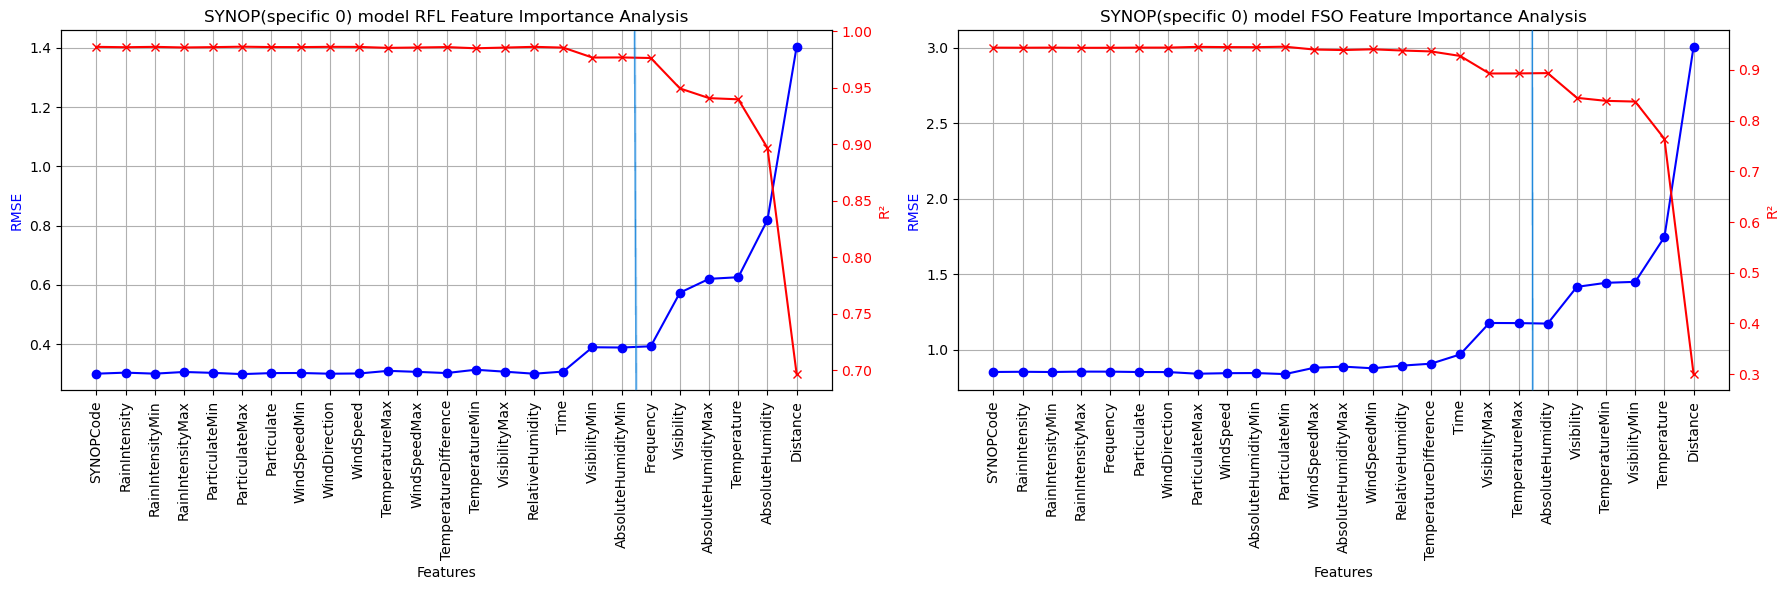 SYNOP(specific 0) model RFL Feature Importance Analysis
1.4
1.2
1.0
0.8
0.6
0.4
RMSE
1.00
0.95
0.90
0.85
0.80
0.75
0.70
R²
SYNOPCode
RainIntensity
RainIntensityMin
RainIntensityMax
ParticulateMin
ParticulateMax
Particulate
WindSpeedMin
WindDirection
WindSpeed
TemperatureMax
WindSpeedMax
TemperatureDifference
TemperatureMin
VisibilityMax
RelativeHumidity
Time
VisibilityMin
AbsoluteHumidityMin
Frequency
Visibility
AbsoluteHumidityMax
Temperature
AbsoluteHumidity
Distance
Features
SYNOP(specific 0) model FSO Feature Importance Analysis
3.0
2.5
2.0
1.5
1.0
RMSE
0.9
0.8
0.7
0.6
0.5
0.4
0.3
R²
SYNOPCode
RainIntensity
RainIntensityMin
RainIntensityMax
Frequency
Particulate
WindDirection
ParticulateMax
WindSpeed
AbsoluteHumidityMin
ParticulateMin
WindSpeedMax
AbsoluteHumidityMax
WindSpeedMin
RelativeHumidity
TemperatureDifference
Time
VisibilityMax
TemperatureMax
AbsoluteHumidity
Visibility
TemperatureMin
VisibilityMin
Temperature
Distance
Features